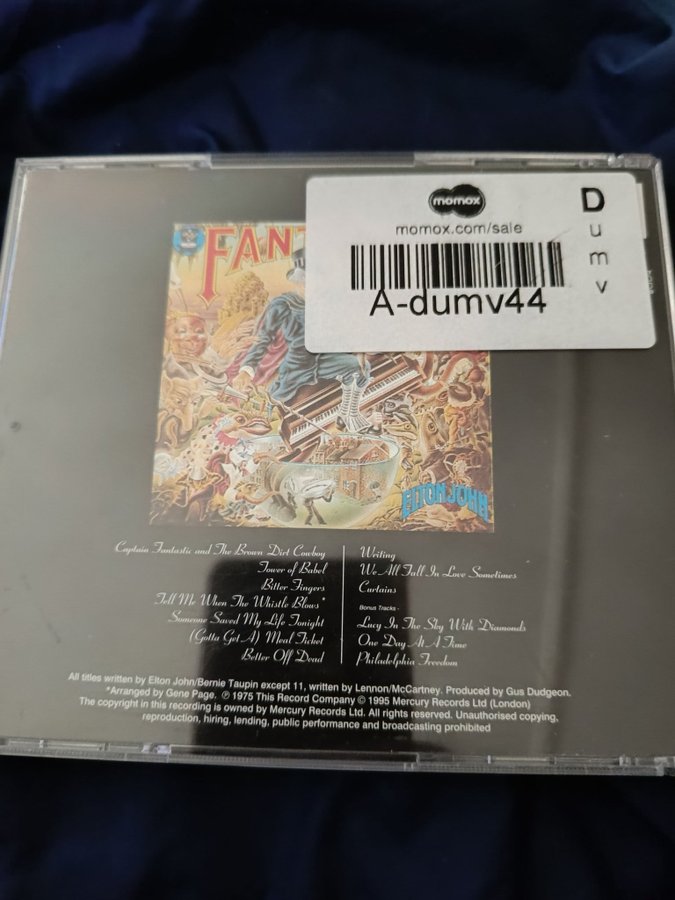 momox
momox.com/sale
D
u
m
v
A-dumv44
FAN
ELTON JOHN
Captain Fantastic and The Brown Dirt Cowboy
Tower of Babel
Bitter Fingers
Tell Me When The Whistle Blows*
Someone Saved My Life Tonight
(Gotta Get A) Meal Ticket
Better Off Dead
Writing
We All Fall In Love Sometimes
Curtains
Bonus Tracks -
Lucy In The Sky With Diamonds
One Day At A Time
Philadelphia Freedom
All titles written by Elton John/Bernie Taupin except 11, written by Lennon/McCartney. Produced by Gus Dudgeon.
*Arranged by Gene Page. ℗ 1975 This Record Company © 1995 Mercury Records Ltd (London)
The copyright in this recording is owned by Mercury Records Ltd. All rights reserved. Unauthorised copying,
reproduction, hiring, lending, public performance and broadcasting prohibited